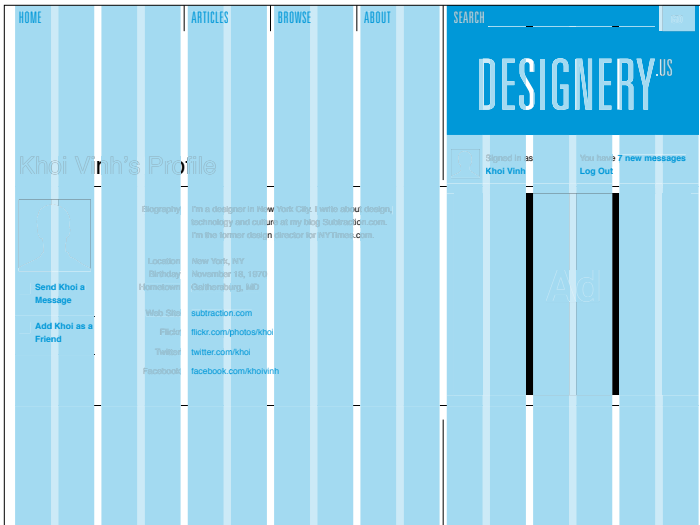 HOME
ARTICLES
BROWSE
ABOUT
SEARCH
DESIGNERY.US
Khoi Vinh's Profile
Signed in as
Khoi Vinh
You have 7 new messages
Log Out
Biography
I'm a designer in New York City. I write about design,
technology and culture at my blog Subtraction.com.
I'm the former design director for NYTimes.com.
Location New York, NY
Birthday November 18, 1970
Hometown Gaithersburg, MD
Send Khoi a
Message
Add Khoi as a
Friend
Web Site subtraction.com
Flickr flickr.com/photos/khoi
Twitter twitter.com/khoi
Facebook facebook.com/khoivinh
Ad